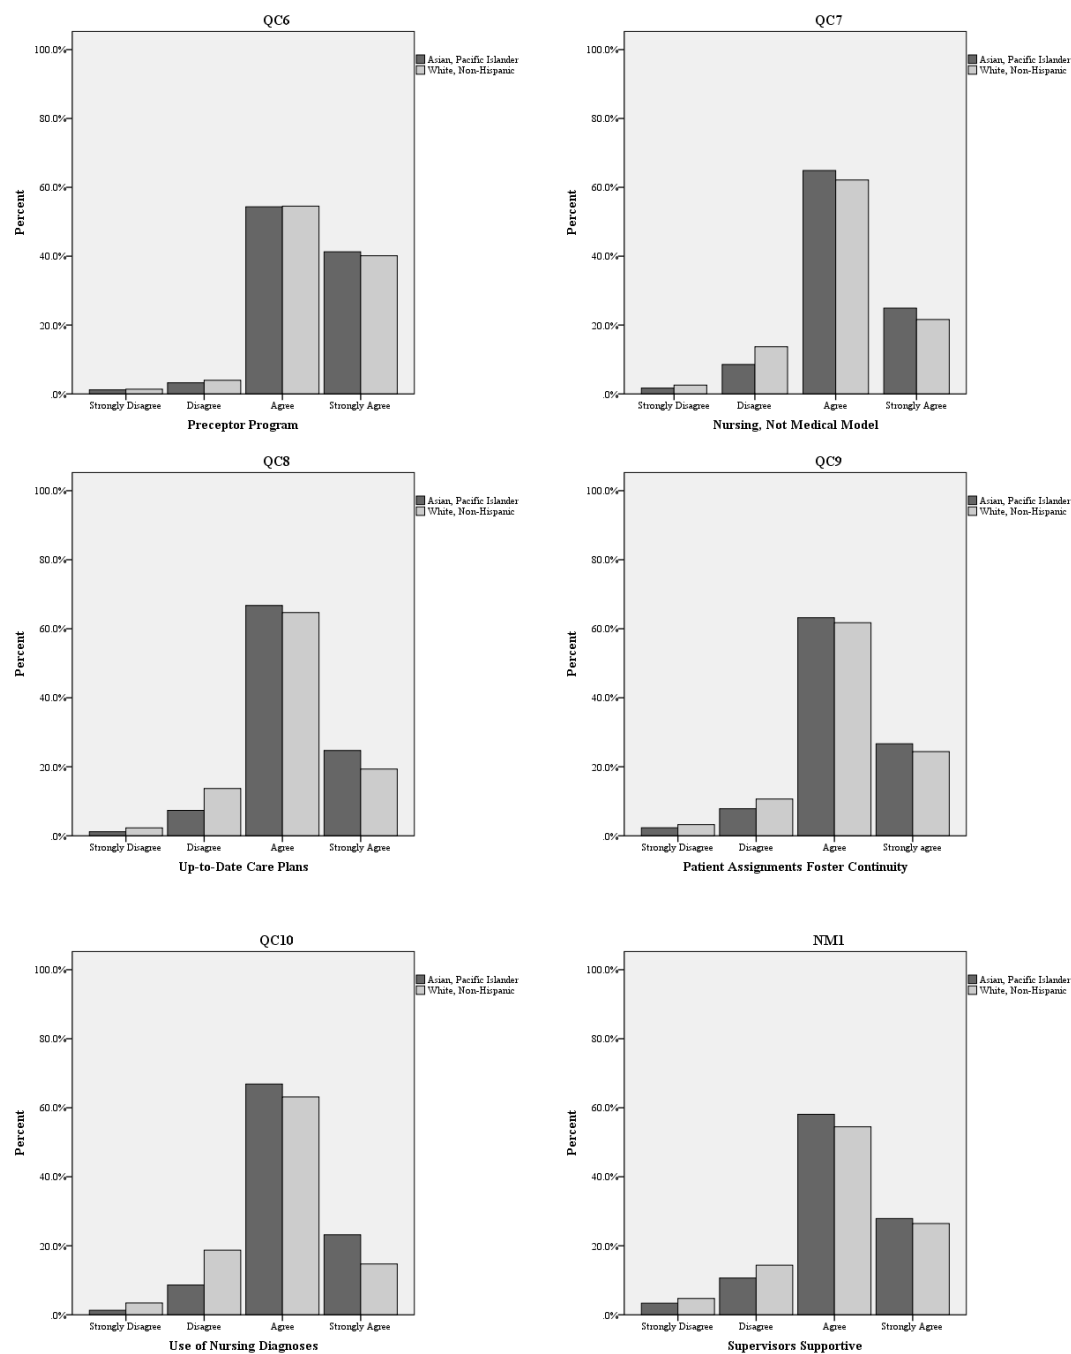 QC6
100.0%
80.0%
60.0%
40.0%
20.0%
.0%
Percent
Strongly Disagree Disagree Agree Strongly Agree
Preceptor Program
Asian, Pacific Islander
White, Non-Hispanic
QC7
100.0%
80.0%
60.0%
40.0%
20.0%
.0%
Percent
Strongly Disagree Disagree Agree Strongly Agree
Nursing, Not Medical Model
Asian, Pacific Islander
White, Non-Hispanic
QC8
100.0%
80.0%
60.0%
40.0%
20.0%
.0%
Percent
Strongly Disagree Disagree Agree Strongly Agree
Up-to-Date Care Plans
Asian, Pacific Islander
White, Non-Hispanic
QC9
100.0%
80.0%
60.0%
40.0%
20.0%
.0%
Percent
Strongly Disagree Disagree Agree Strongly agree
Patient Assignments Foster Continuity
Asian, Pacific Islander
White, Non-Hispanic
QC10
100.0%
80.0%
60.0%
40.0%
20.0%
.0%
Percent
Strongly Disagree Disagree Agree Strongly Agree
Use of Nursing Diagnoses
Asian, Pacific Islander
White, Non-Hispanic
NM1
100.0%
80.0%
60.0%
40.0%
20.0%
.0%
Percent
Strongly Disagree Disagree Agree Strongly Agree
Supervisors Supportive
Asian, Pacific Islander
White, Non-Hispanic